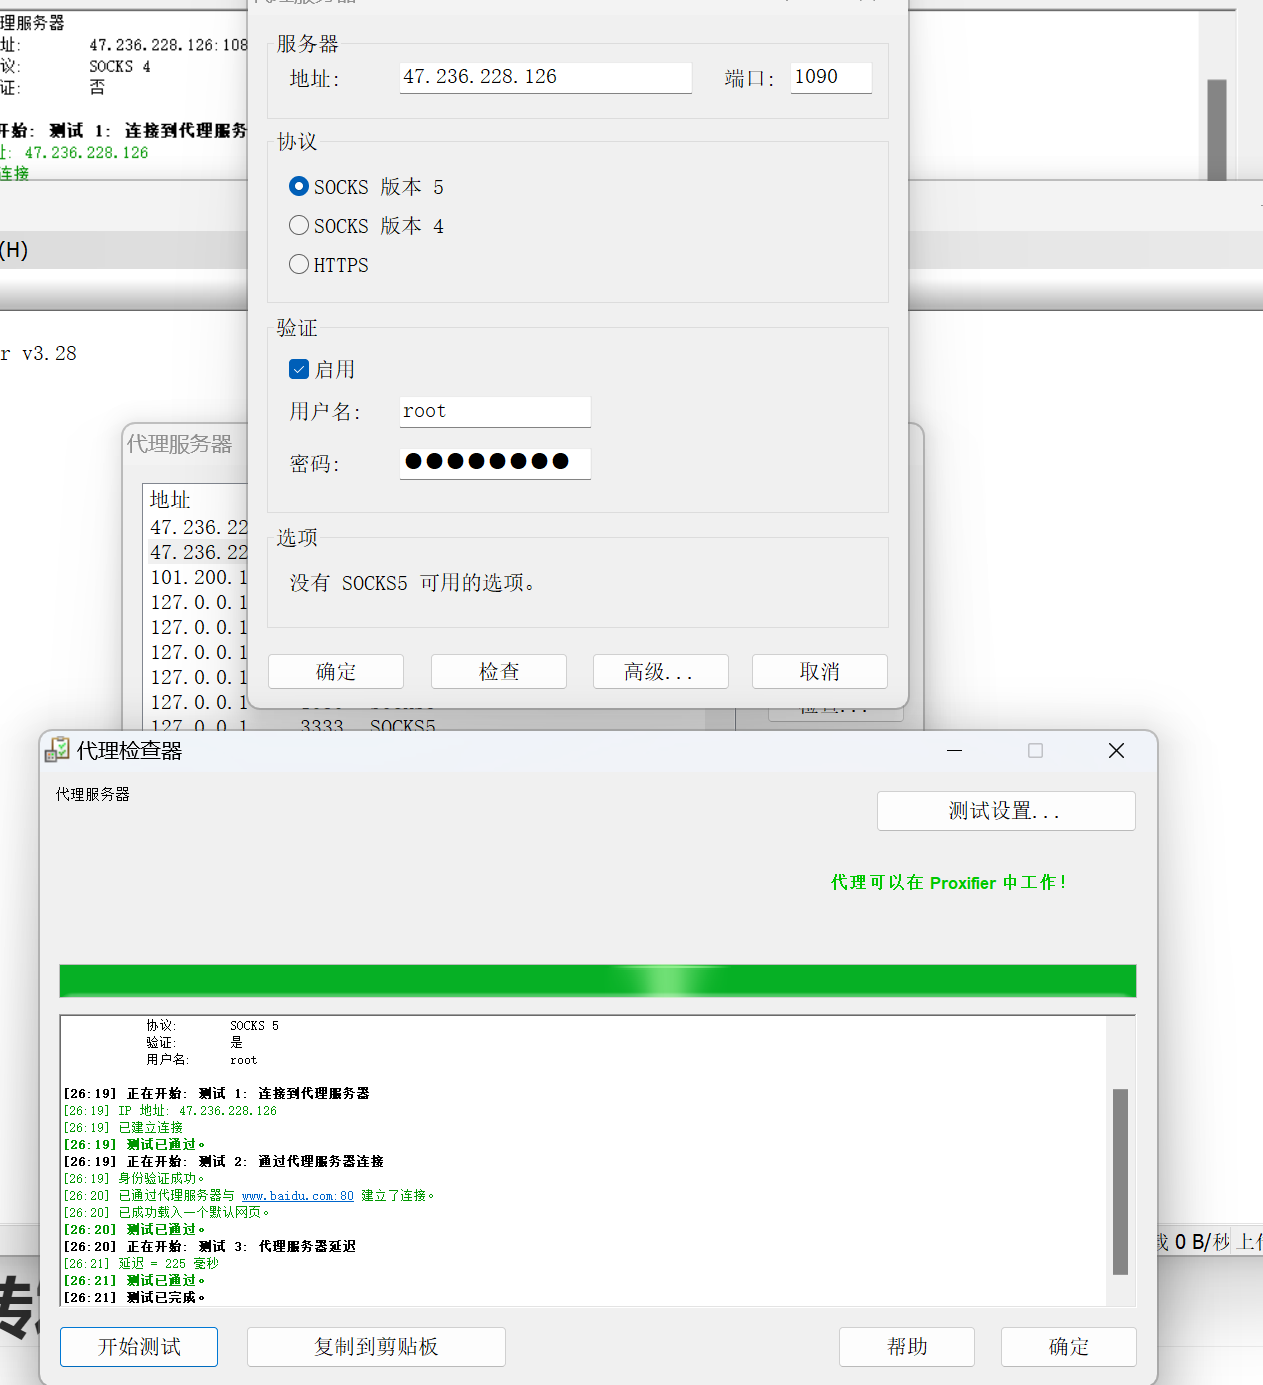 代理服务器
理服务器
址: 47.236.228.126:108
议: SOCKS 4
证: 否
开始: 测试 1: 连接到代理服务
址: 47.236.228.126
连接
(H)
r v3.28
服务器
地址: 47.236.228.126 端口: 1090
协议
SOCKS 版本 5
SOCKS 版本 4
HTTPS
验证
启用
用户名: root
密码: ●●●●●●●●
选项
没有 SOCKS5 可用的选项。
确定 检查 高级... 取消
代理服务器
地址
47.236.22
47.236.22
101.200.1
127.0.0.1
127.0.0.1
127.0.0.1
127.0.0.1
127.0.0.1
检查...
127.0.0.1 3333 SOCKS5
代理检查器
代理服务器
测试设置...
代理可以在 Proxifier 中工作!
协议: SOCKS 5
验证: 是
用户名: root
[26:19] 正在开始: 测试 1: 连接到代理服务器
[26:19] IP 地址: 47.236.228.126
[26:19] 已建立连接
[26:19] 测试已通过。
[26:19] 正在开始: 测试 2: 通过代理服务器连接
[26:19] 身份验证成功。
[26:20] 已通过代理服务器与 www.baidu.com:80 建立了连接。
[26:20] 已成功载入一个默认网页。
[26:20] 测试已通过。
[26:20] 正在开始: 测试 3: 代理服务器延迟
[26:21] 延迟 = 225 毫秒
[26:21] 测试已通过。
[26:21] 测试已完成。
开始测试 复制到剪贴板 帮助 确定
载 0 B/秒 上传